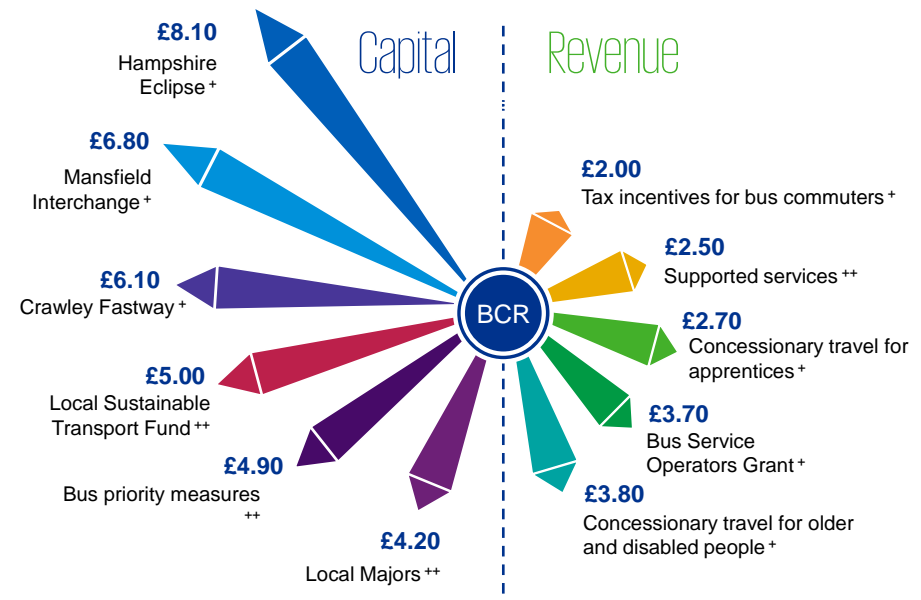 Capital
£8.10
Hampshire
Eclipse +
£6.80
Mansfield
Interchange +
£6.10
Crawley Fastway +
£5.00
Local Sustainable
Transport Fund ++
£4.90
Bus priority measures
++
£4.20
Local Majors ++
BCR
Revenue
£2.00
Tax incentives for bus commuters +
£2.50
Supported services ++
£2.70
Concessionary travel for
apprentices +
£3.70
Bus Service
Operators Grant +
£3.80
Concessionary travel for older
and disabled people +